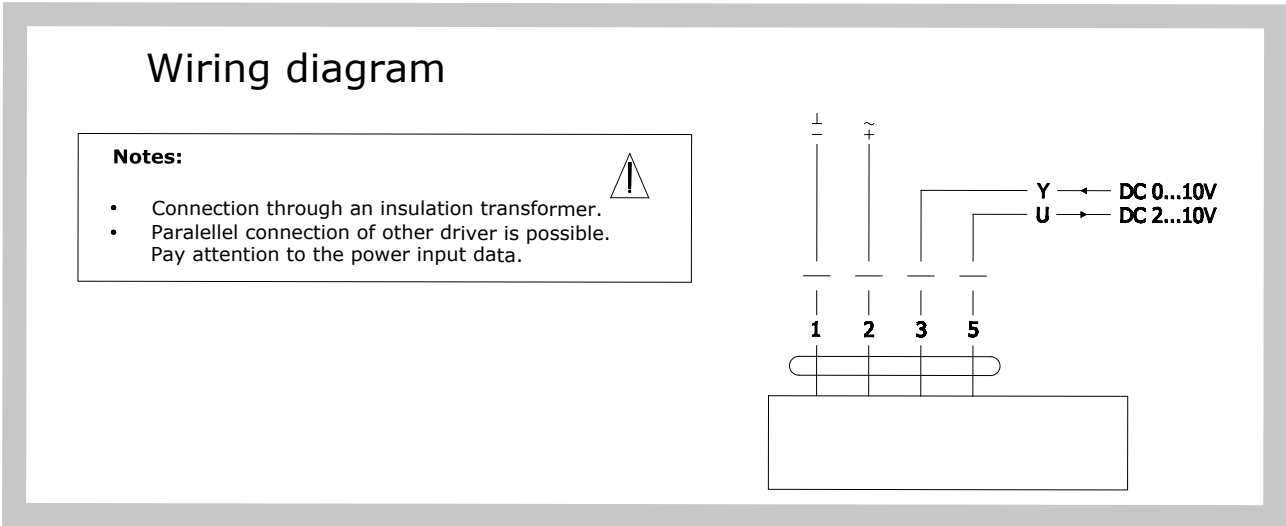 Wiring diagram
Notes:
• Connection through an insulation transformer.
• Paralellel connection of other driver is possible.
Pay attention to the power input data.
⊥ ~
− +
Y DC 0...10V
U DC 2...10V
1 2 3 5